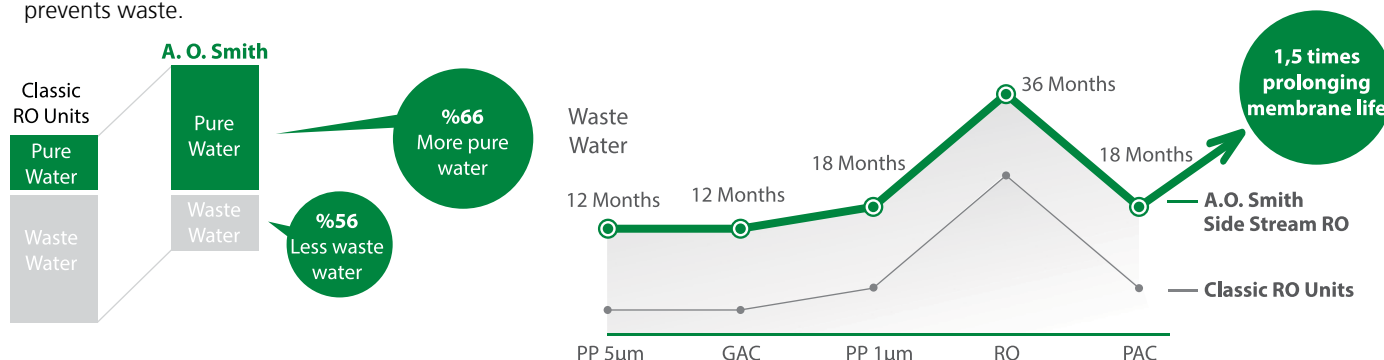 prevents waste.
A. O. Smith
Classic
RO Units
Pure
Water
Waste
Water
Pure
Water
Waste
Water
%66
More pure
water
%56
Less waste
water
Waste
Water
12 Months
12 Months
18 Months
36 Months
18 Months
1,5 times
prolonging
membrane life
A.O. Smith
Side Stream RO
Classic RO Units
PP 5µm
GAC
PP 1µm
RO
PAC